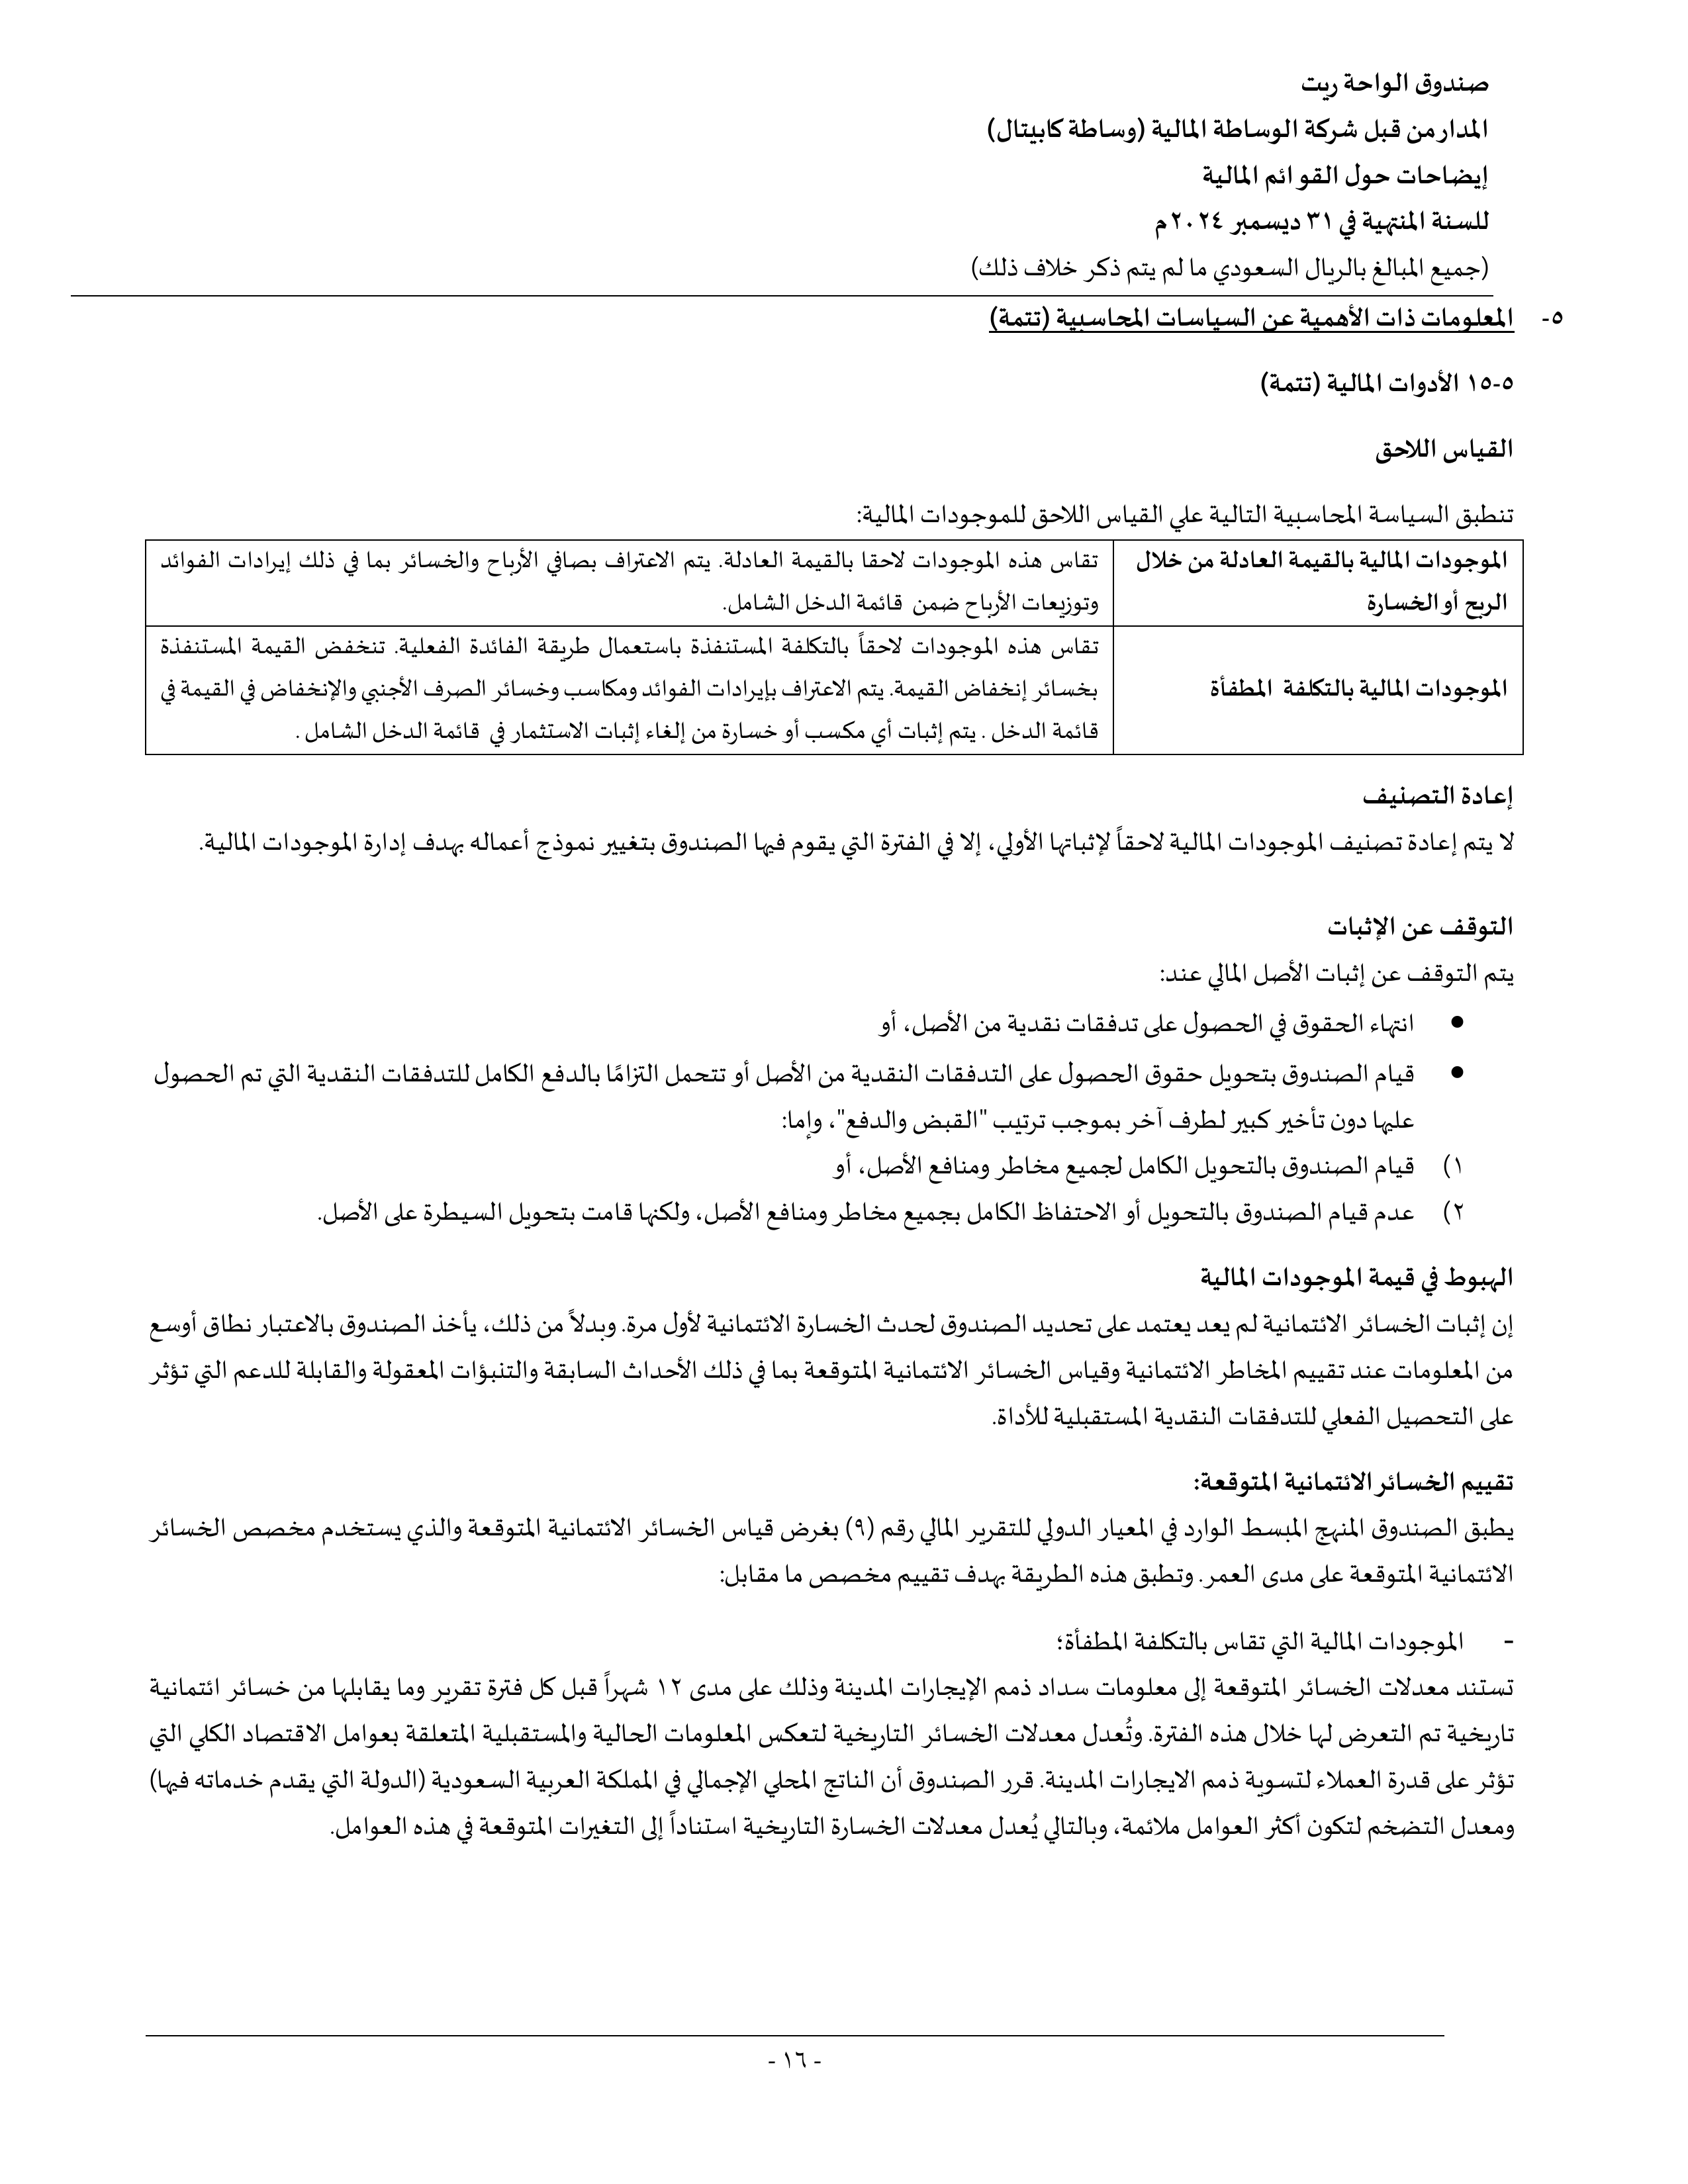 صندوق الواحة ريت
المدار من قبل شركة الوساطة المالية (وساطة كابيتال)
إيضاحات حول القوائم المالية
للسنة المنتهية في ٣١ ديسمبر ٢٠٢٤م
(جميع المبالغ بالريال السعودي ما لم يتم ذكر خلاف ذلك)
٥- المعلومات ذات الأهمية عن السياسات المحاسبية (تتمة)
٥-١٥ الأدوات المالية (تتمة)
القياس اللاحق
تنطبق السياسة المحاسبية التالية علي القياس اللاحق للموجودات المالية:
الموجودات المالية بالقيمة العادلة من خلال
الربح أو الخسارة
تقاس هذه الموجودات لاحقا بالقيمة العادلة. يتم الاعتراف بصافي الأرباح والخسائر بما في ذلك إيرادات الفوائد
وتوزيعات الأرباح ضمن قائمة الدخل الشامل.
الموجودات المالية بالتكلفة المطفأة
تقاس هذه الموجودات لاحقاً بالتكلفة المستنفذة باستعمال طريقة الفائدة الفعلية. تنخفض القيمة المستنفذة
بخسائر إنخفاض القيمة. يتم الاعتراف بإيرادات الفوائد ومكاسب وخسائر الصرف الأجنبي والإنخفاض في القيمة في
قائمة الدخل . يتم إثبات أي مكسب أو خسارة من إلغاء إثبات الاستثمار في قائمة الدخل الشامل .
إعادة التصنيف
لا يتم إعادة تصنيف الموجودات المالية لاحقاً لإثباتها الأولي، إلا في الفترة التي يقوم فيها الصندوق بتغيير نموذج أعماله بهدف إدارة الموجودات المالية.
التوقف عن الإثبات
يتم التوقف عن إثبات الأصل المالي عند:
● انتهاء الحقوق في الحصول على تدفقات نقدية من الأصل، أو
● قيام الصندوق بتحويل حقوق الحصول على التدفقات النقدية من الأصل أو تتحمل التزامًا بالدفع الكامل للتدفقات النقدية التي تم الحصول
عليها دون تأخير كبير لطرف آخر بموجب ترتيب "القبض والدفع"، وإما:
١) قيام الصندوق بالتحويل الكامل لجميع مخاطر ومنافع الأصل، أو
٢) عدم قيام الصندوق بالتحويل أو الاحتفاظ الكامل بجميع مخاطر ومنافع الأصل، ولكنها قامت بتحويل السيطرة على الأصل.
الهبوط في قيمة الموجودات المالية
إن إثبات الخسائر الائتمانية لم يعد يعتمد على تحديد الصندوق لحدث الخسارة الائتمانية لأول مرة. وبدلاً من ذلك، يأخذ الصندوق بالاعتبار نطاق أوسع
من المعلومات عند تقييم المخاطر الائتمانية وقياس الخسائر الائتمانية المتوقعة بما في ذلك الأحداث السابقة والتنبؤات المعقولة والقابلة للدعم التي تؤثر
على التحصيل الفعلي للتدفقات النقدية المستقبلية للأداة.
تقييم الخسائر الائتمانية المتوقعة:
يطبق الصندوق المنهج المبسط الوارد في المعيار الدولي للتقرير المالي رقم (٩) بغرض قياس الخسائر الائتمانية المتوقعة والذي يستخدم مخصص الخسائر
الائتمانية المتوقعة على مدى العمر. وتطبق هذه الطريقة بهدف تقييم مخصص ما مقابل:
- الموجودات المالية التي تقاس بالتكلفة المطفأة؛
تستند معدلات الخسائر المتوقعة إلى معلومات سداد ذمم الإيجارات المدينة وذلك على مدى ١٢ شهراً قبل كل فترة تقرير وما يقابلها من خسائر ائتمانية
تاريخية تم التعرض لها خلال هذه الفترة. وتُعدل معدلات الخسائر التاريخية لتعكس المعلومات الحالية والمستقبلية المتعلقة بعوامل الاقتصاد الكلي التي
تؤثر على قدرة العملاء لتسوية ذمم الايجارات المدينة. قرر الصندوق أن الناتج المحلي الإجمالي في المملكة العربية السعودية (الدولة التي يقدم خدماته فيها)
ومعدل التضخم لتكون أكثر العوامل ملائمة، وبالتالي يُعدل معدلات الخسارة التاريخية استناداً إلى التغيرات المتوقعة في هذه العوامل.
- ١٦ -